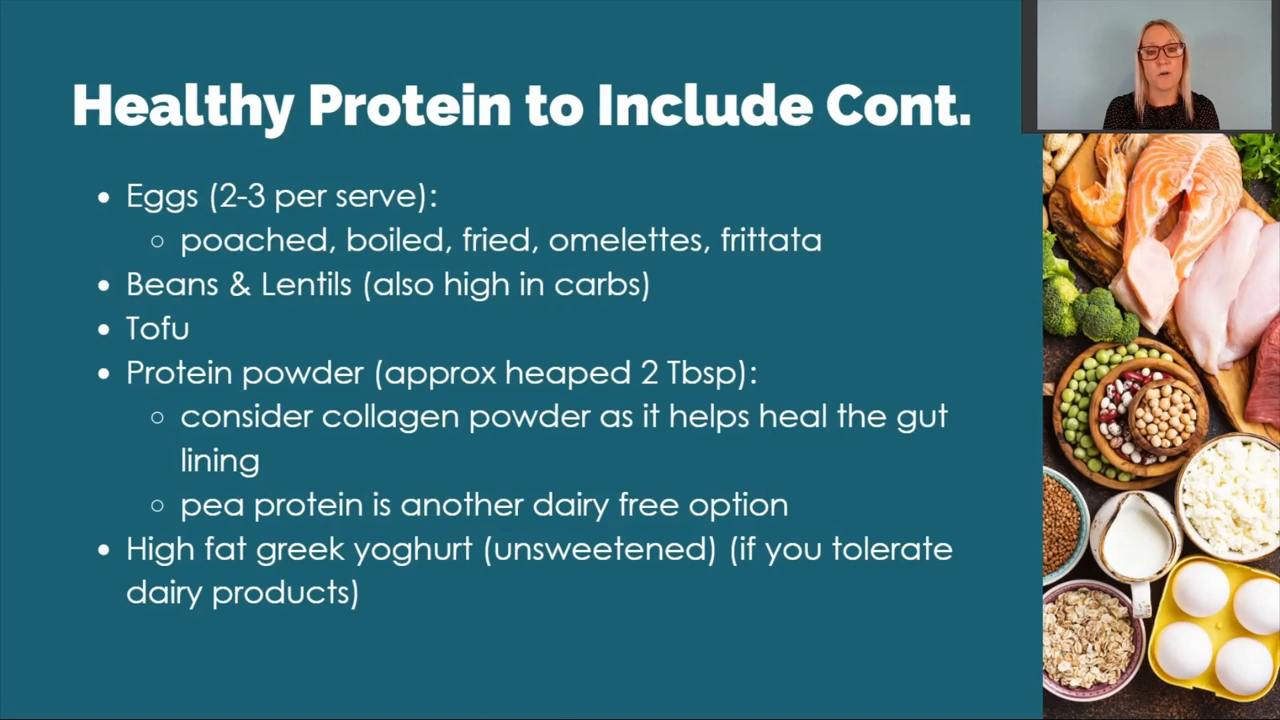 Healthy Protein to Include Cont.
• Eggs (2-3 per serve):
○ poached, boiled, fried, omelettes, frittata
• Beans & Lentils (also high in carbs)
• Tofu
• Protein powder (approx heaped 2 Tbsp):
○ consider collagen powder as it helps heal the gut
lining
○ pea protein is another dairy free option
• High fat greek yoghurt (unsweetened) (if you tolerate
dairy products)